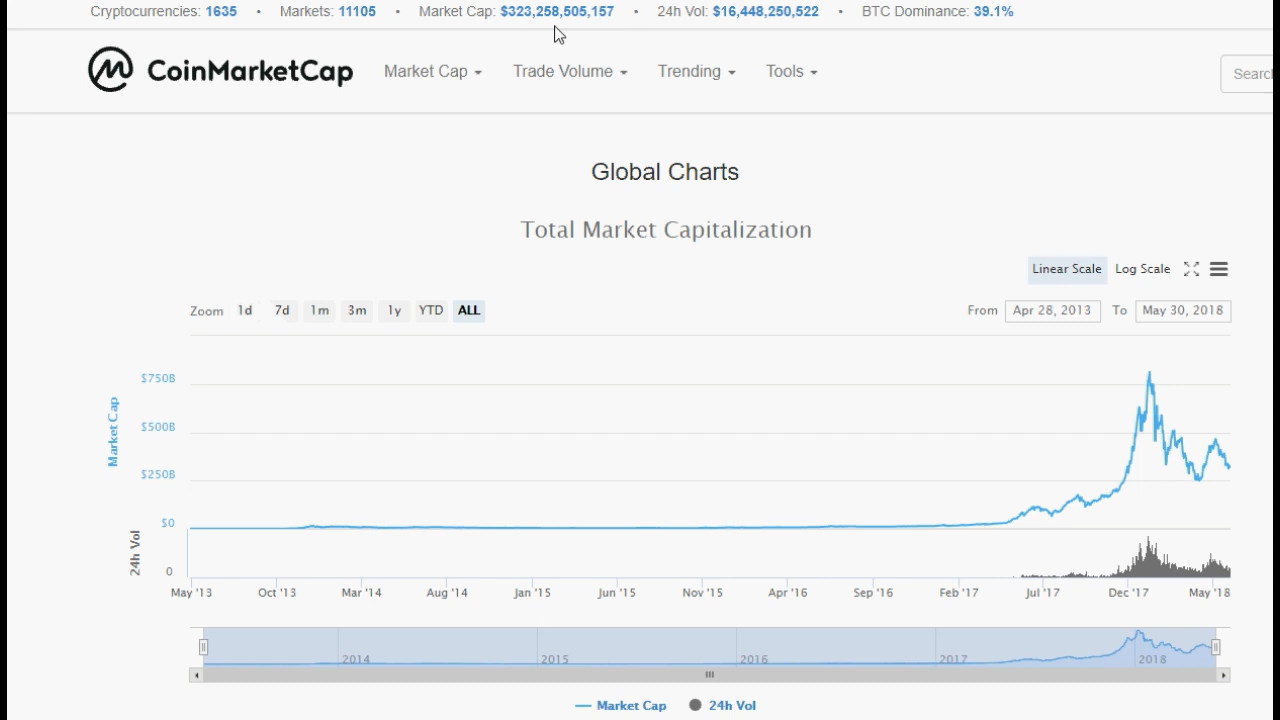 Cryptocurrencies: 1635 • Markets: 11105 • Market Cap: $323,258,505,157 • 24h Vol: $16,448,250,522 • BTC Dominance: 39.1%
CoinMarketCap Market Cap Trade Volume Trending Tools Search
Global Charts
Total Market Capitalization
Linear Scale Log Scale
Zoom 1d 7d 1m 3m 1y YTD ALL From Apr 28, 2013 To May 30, 2018
Market Cap
$750B
$500B
$250B
$0
24h Vol
0
May '13 Oct '13 Mar '14 Aug '14 Jan '15 Jun '15 Nov '15 Apr '16 Sep '16 Feb '17 Jul '17 Dec '17 May '18
2014 2015 2016 2017 2018
Market Cap 24h Vol